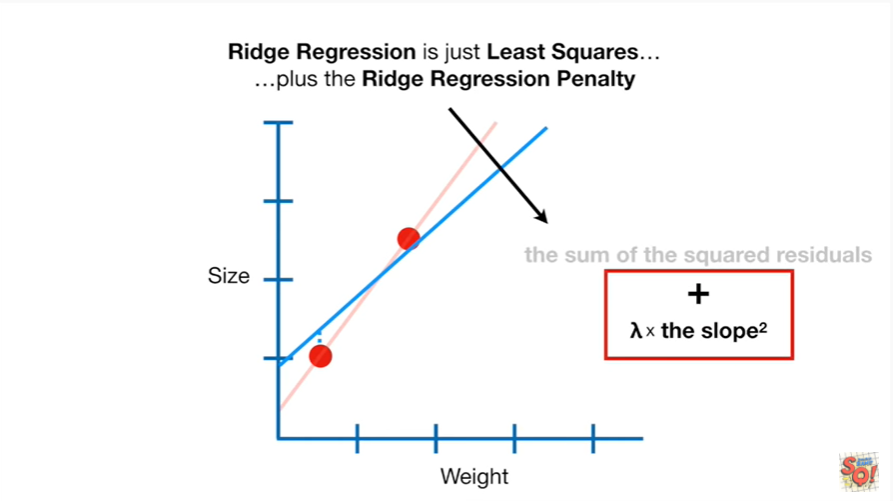 Ridge Regression is just Least Squares…
…plus the Ridge Regression Penalty
the sum of the squared residuals
+
λ x the slope²
Size
Weight
SQ!